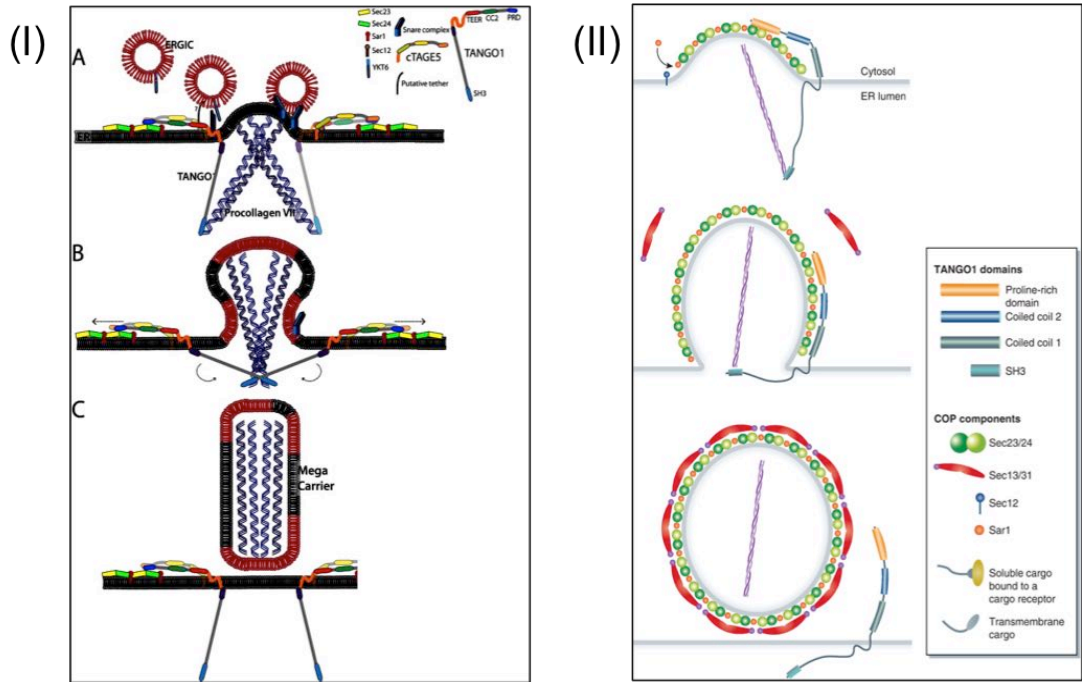 (I)
A
ERGIC
Sec23
Sec24
Sar1
Sec12
YKT6
Snare complex
cTAGE5
Putative tether
TEER
CC2
PRD
TANGO1
SH3
ER
TANGO1
Procollagen VII
B
C
Mega
Carrier
(II)
Cytosol
ER lumen
TANGO1 domains
Proline-rich
domain
Coiled coil 2
Coiled coil 1
SH3
COP components
Sec23/24
Sec13/31
Sec12
Sar1
Soluble cargo
bound to a
cargo receptor
Transmembrane
cargo